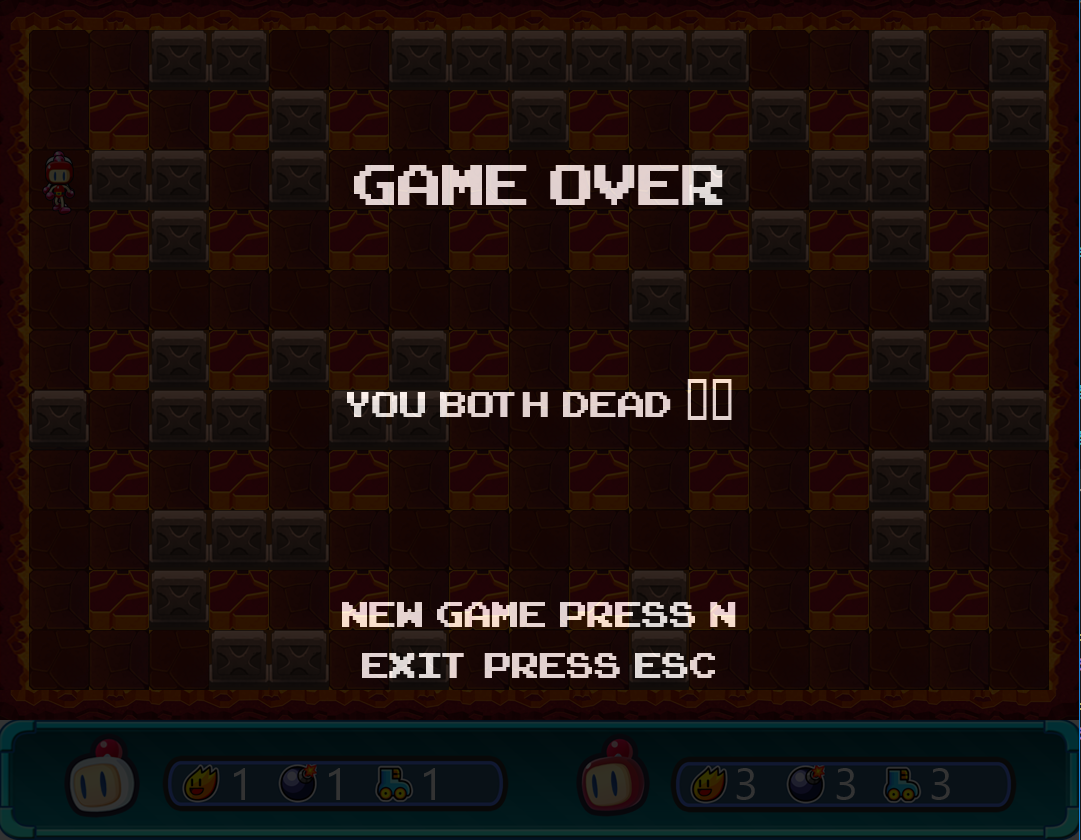 GAME OVER
YOU BOTH DEAD
NEW GAME PRESS N
EXIT PRESS ESC
1 1 1 3 3 3